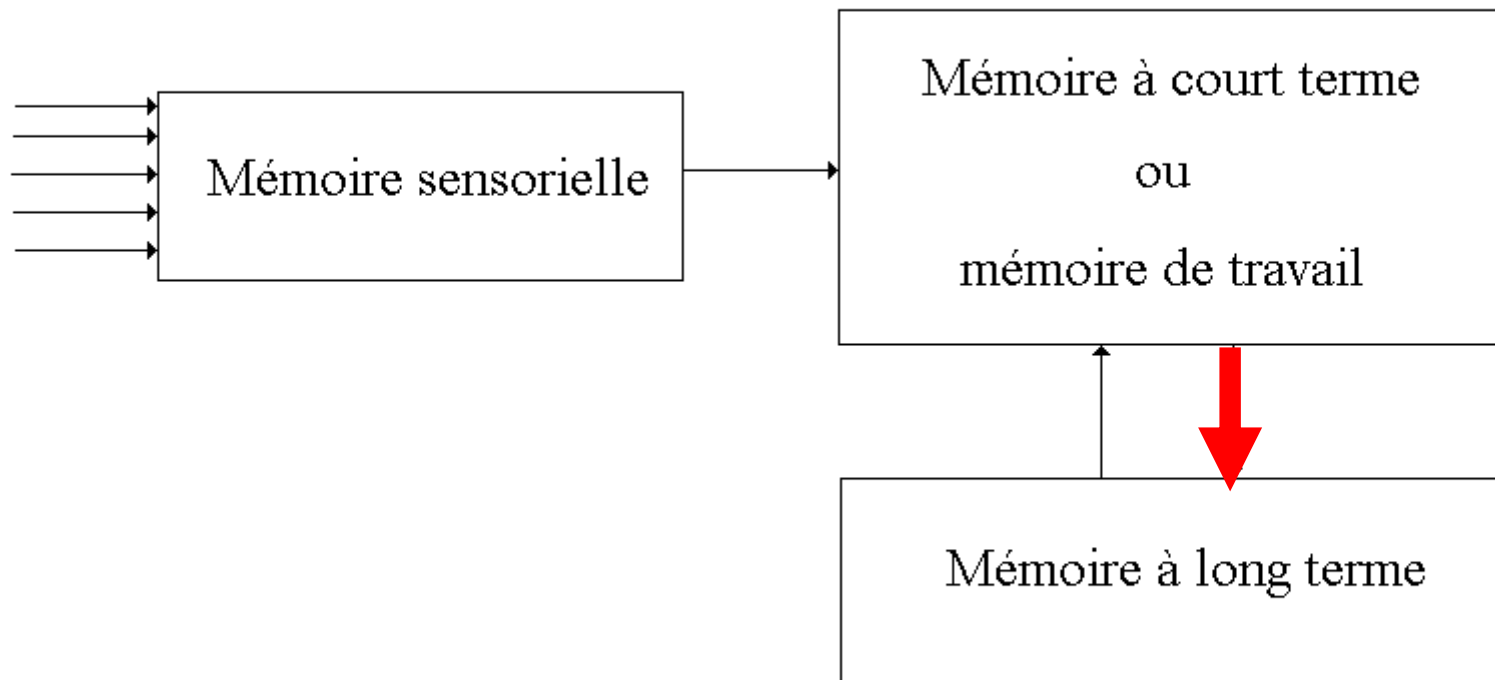 Mémoire sensorielle
Mémoire à court terme
ou
mémoire de travail
Mémoire à long terme